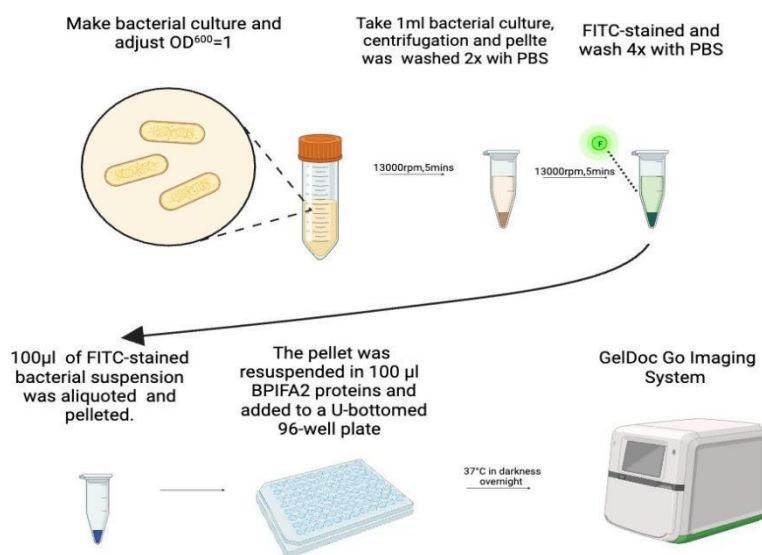 Make bacterial culture and
adjust OD⁶⁰⁰=1
Take 1ml bacterial culture,
centrifugation and pellte
was washed 2x wih PBS
FITC-stained and
wash 4x with PBS
F
13000rpm,5mins
13000rpm,5mins
100µl of FITC-stained
bacterial suspension
was aliquoted and
pelleted.
The pellet was
resuspended in 100 µl
BPIFA2 proteins and
added to a U-bottomed
96-well plate
GelDoc Go Imaging
System
37°C in darkness
overnight